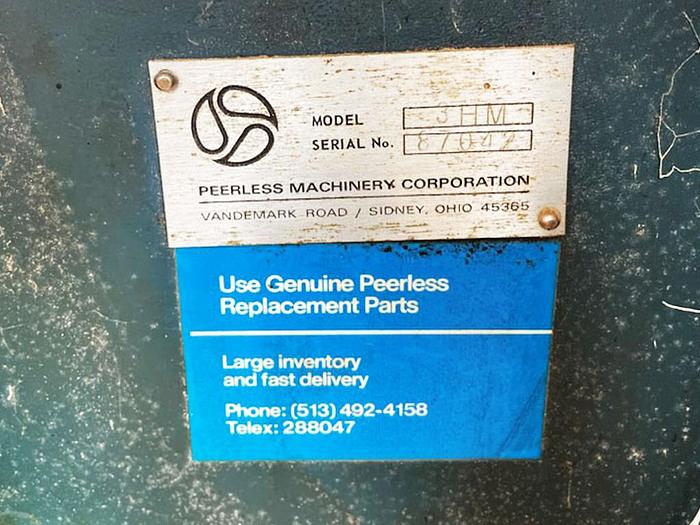 MODEL 3HM
SERIAL No. 87042
PEERLESS MACHINERY CORPORATION
VANDEMARK ROAD / SIDNEY, OHIO 45365
Use Genuine Peerless
Replacement Parts
Large inventory
and fast delivery
Phone: (513) 492-4158
Telex: 288047